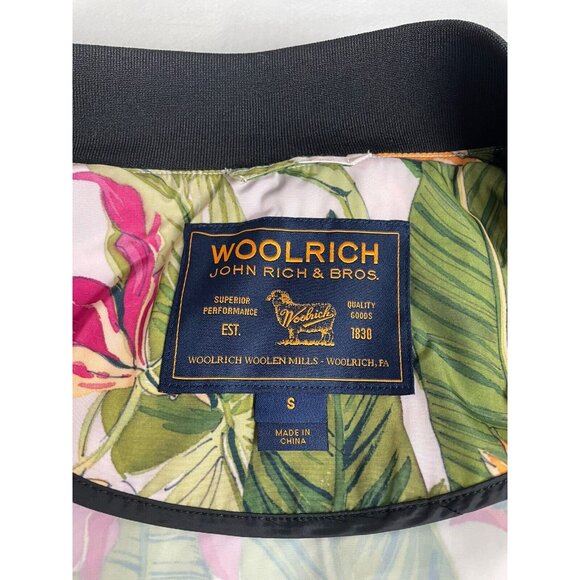 WOOLRICH
JOHN RICH & BROS.
SUPERIOR PERFORMANCE
Woolrich
QUALITY GOODS
EST.
1830
WOOLRICH WOOLEN MILLS - WOOLRICH, PA
S
MADE IN
CHINA